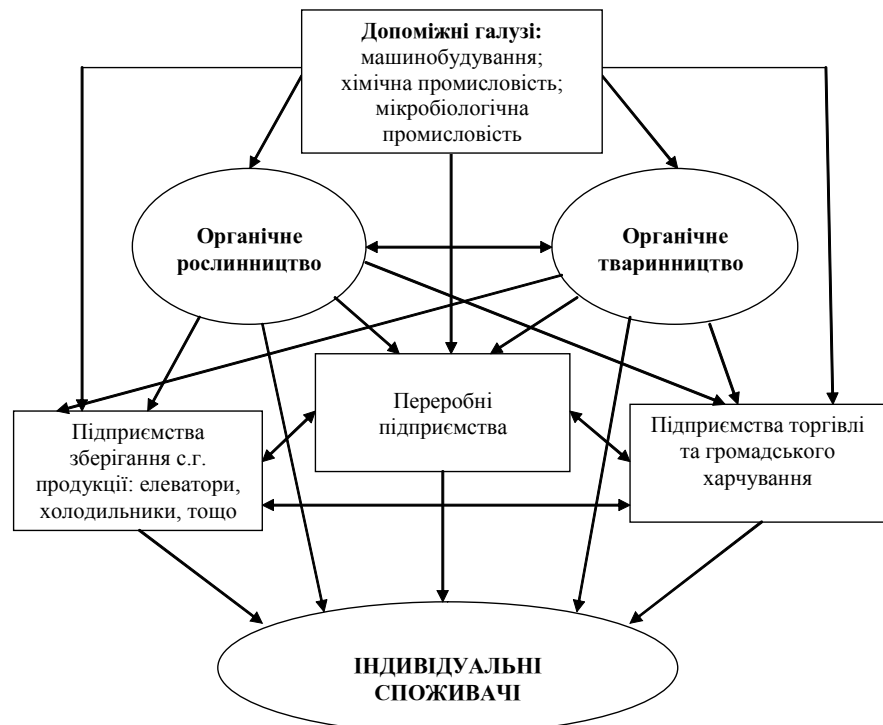 Допоміжні галузі:
машинобудування;
хімічна промисловість;
мікробіологічна
промисловість
Органічне
рослинництво
Органічне
тваринництво
Переробні
підприємства
Підприємства
зберігання с.г.
продукції: елеватори,
холодильники, тощо
Підприємства торгівлі
та громадського
харчування
ІНДИВІДУАЛЬНІ
СПОЖИВАЧІ